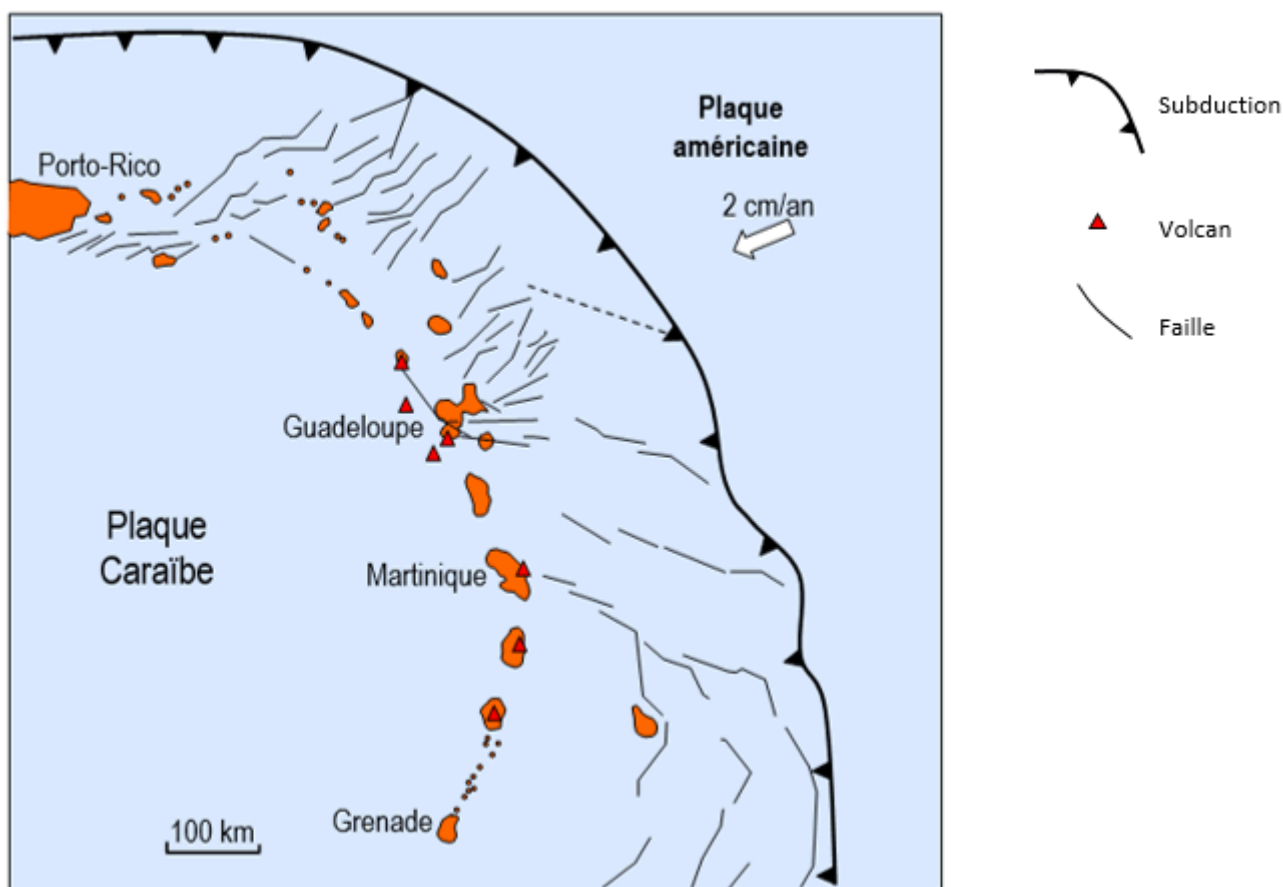 Plaque
américaine
Subduction
Porto-Rico
2 cm/an
Volcan
Faille
Guadeloupe
Plaque
Caraïbe
Martinique
Grenade
100 km